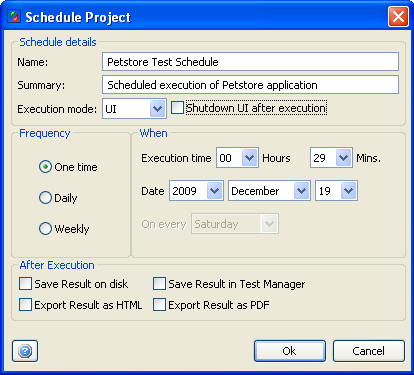 Schedule Project
Schedule details
Name: Petstore Test Schedule
Summary: Scheduled execution of Petstore application
Execution mode: UI Shutdown UI after execution
Frequency
One time
Daily
Weekly
When
Execution time 00 Hours 29 Mins.
Date 2009 December 19
On every Saturday
After Execution
Save Result on disk Save Result in Test Manager
Export Result as HTML Export Result as PDF
? Ok Cancel